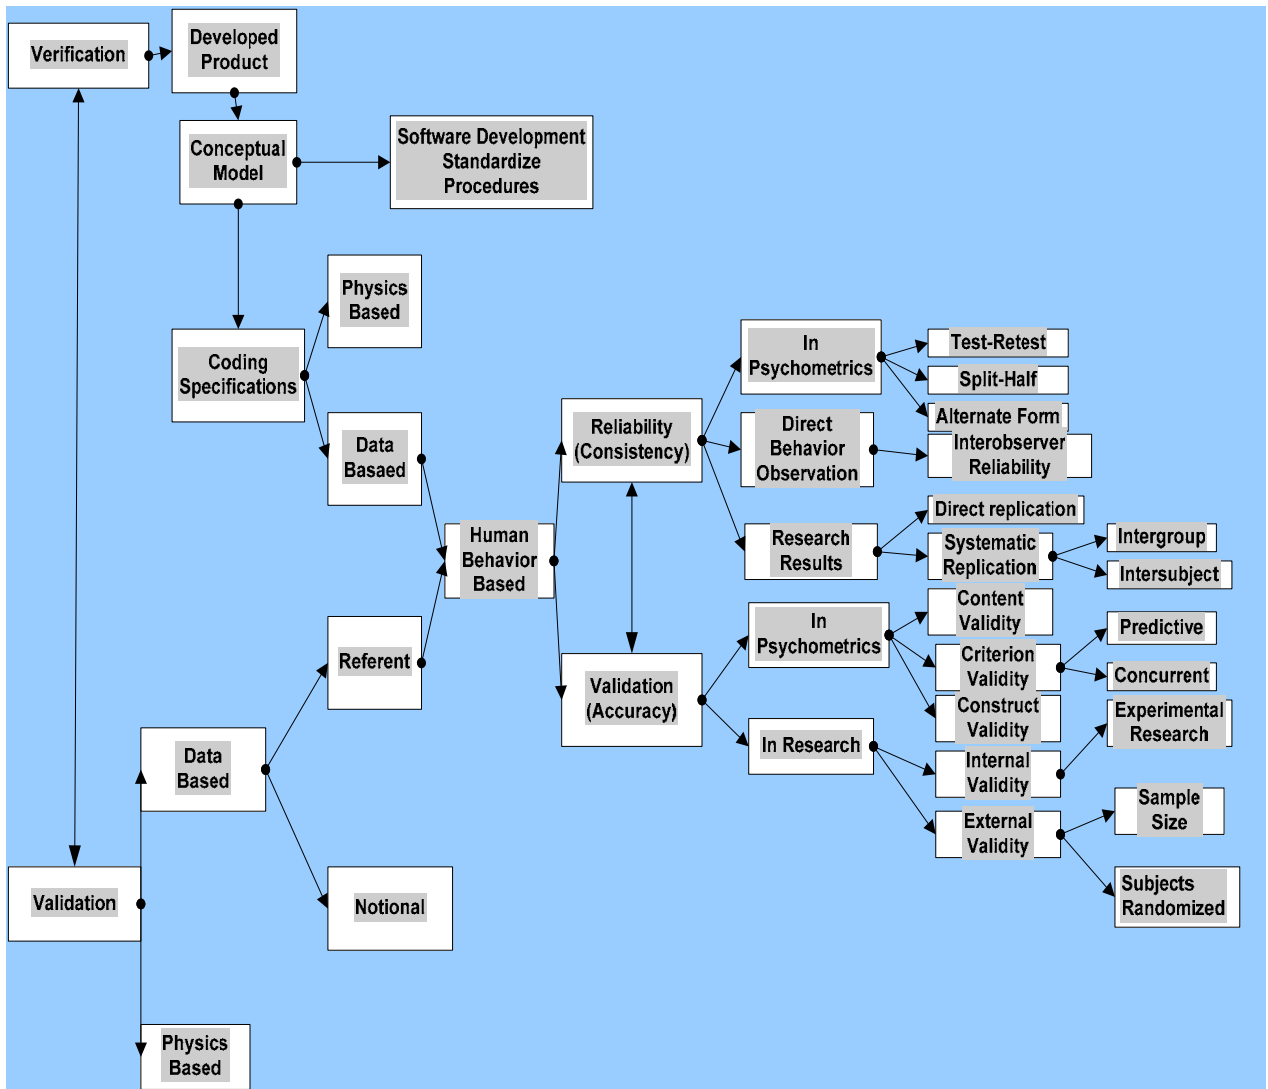 Verification
Developed
Product
Conceptual
Model
Software Development
Standardize
Procedures
Physics
Based
Coding
Specifications
Data
Basaed
Human
Behavior
Based
Reliability
(Consistency)
In
Psychometrics
Test-Retest
Split-Half
Alternate Form
Direct
Behavior
Observation
Interobserver
Reliability
Research
Results
Direct replication
Systematic
Replication
Intergroup
Intersubject
Validation
(Accuracy)
In
Psychometrics
Content
Validity
Criterion
Validity
Predictive
Concurrent
Construct
Validity
In Research
Internal
Validity
Experimental
Research
External
Validity
Sample
Size
Subjects
Randomized
Referent
Data
Based
Notional
Validation
Physics
Based